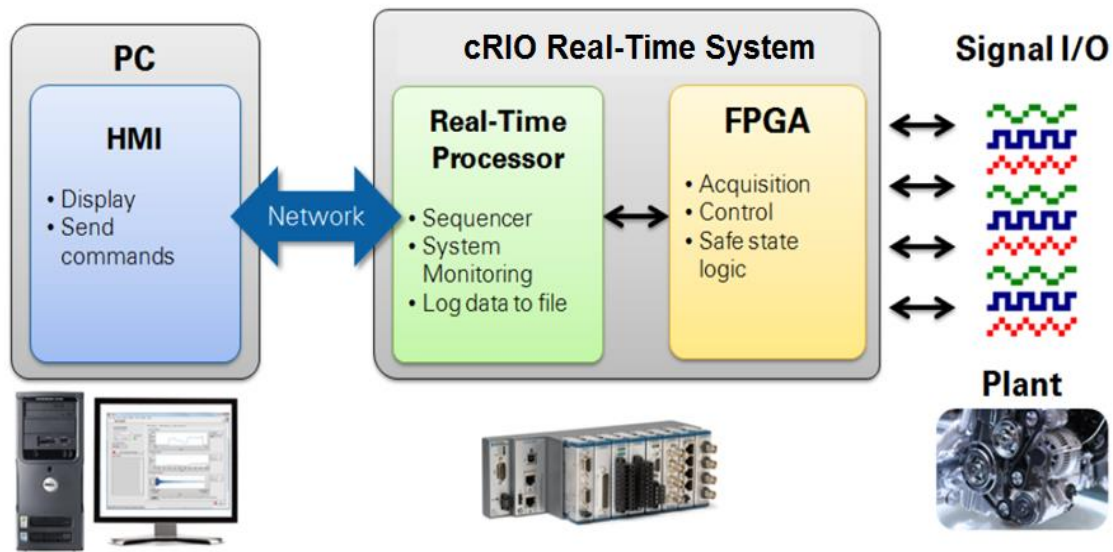 PC
HMI
• Display
• Send
commands
Network
cRIO Real-Time System
Real-Time
Processor
• Sequencer
• System
Monitoring
• Log data to file
FPGA
• Acquisition
• Control
• Safe state
logic
Signal I/O
Plant